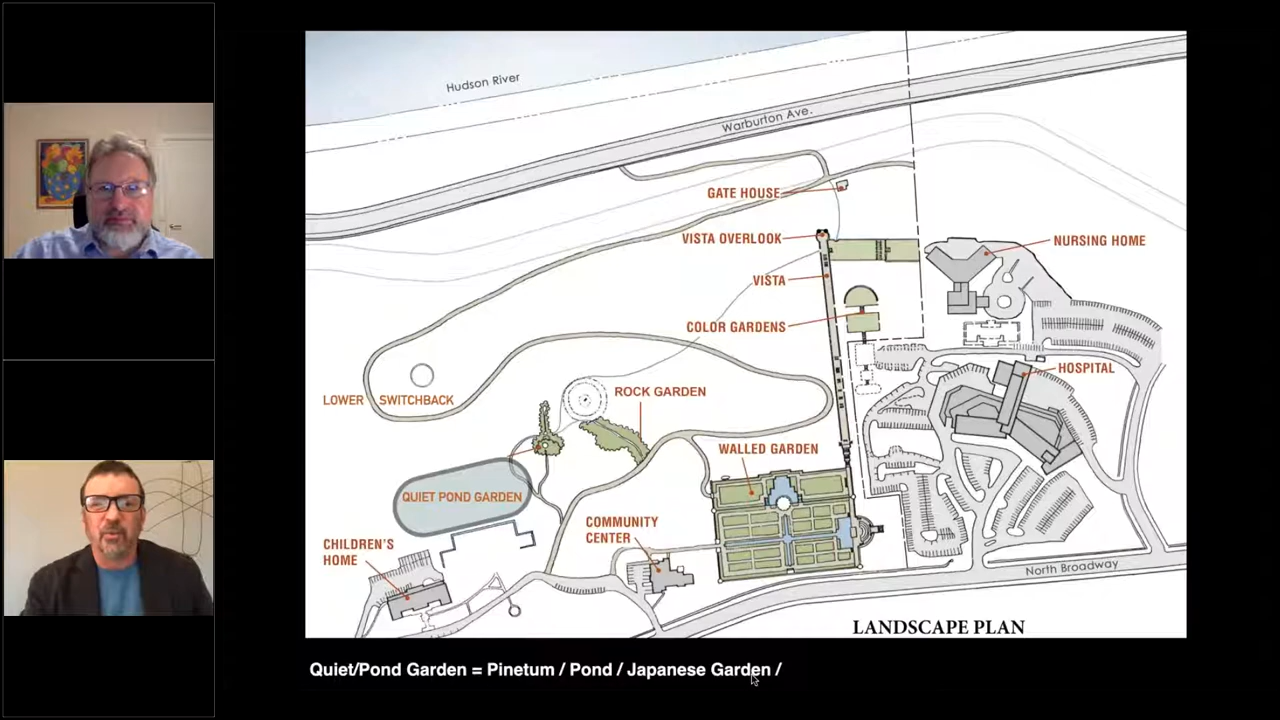 Hudson River
Warburton Ave.
GATE HOUSE
VISTA OVERLOOK
NURSING HOME
VISTA
COLOR GARDENS
HOSPITAL
ROCK GARDEN
LOWER SWITCHBACK
WALLED GARDEN
QUIET POND GARDEN
COMMUNITY
CENTER
CHILDREN'S
HOME
North Broadway
LANDSCAPE PLAN
Quiet/Pond Garden = Pinetum / Pond / Japanese Garden /